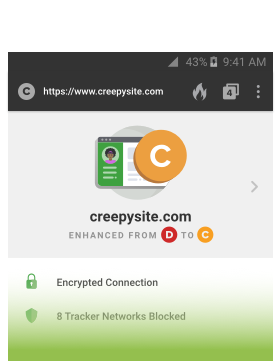 43% 9:41 AM
C https://www.creepysite.com 4
C
creepysite.com
ENHANCED FROM D TO C
Encrypted Connection
8 Tracker Networks Blocked